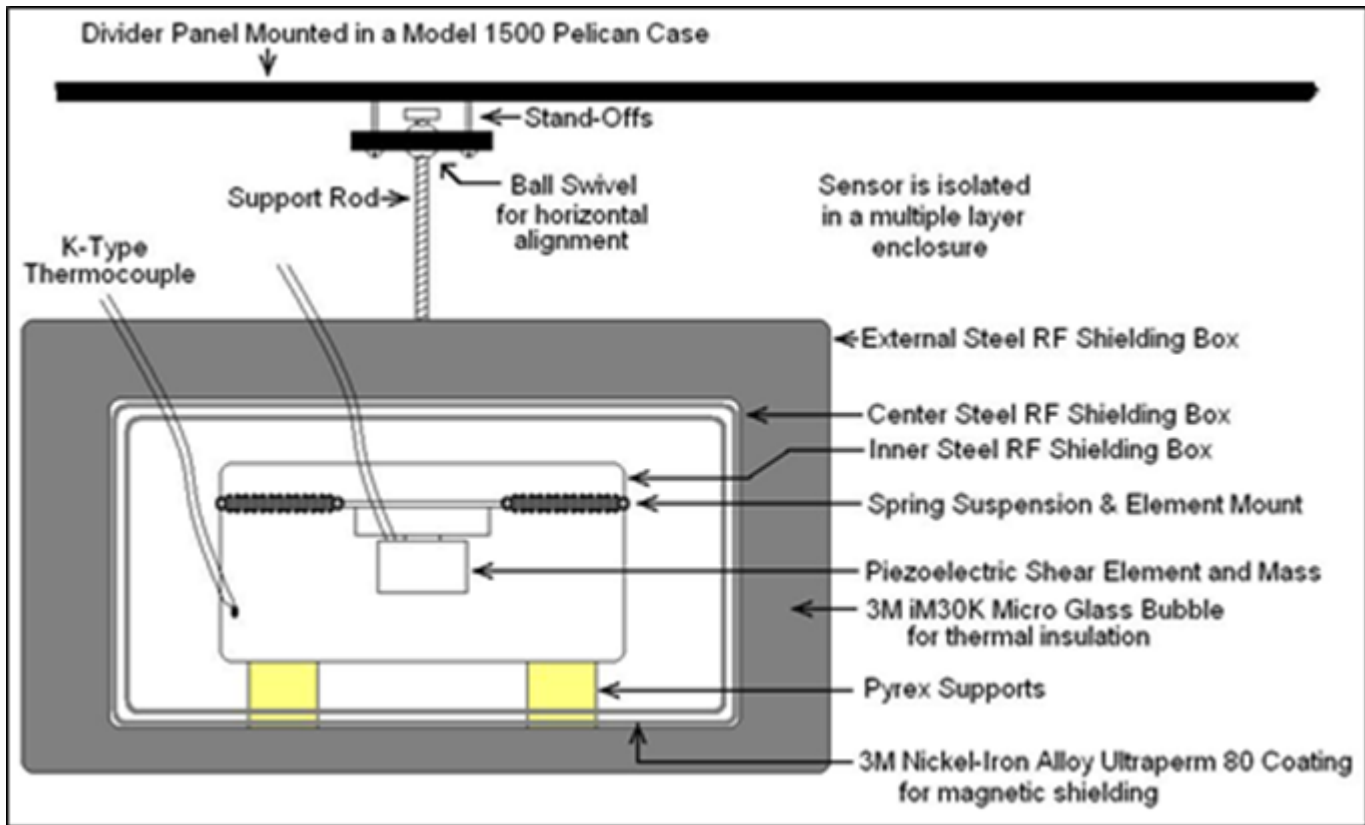 Divider Panel Mounted in a Model 1500 Pelican Case
Stand-Offs
Support Rod
Ball Swivel
for horizontal
alignment
Sensor is isolated
in a multiple layer
enclosure
K-Type
Thermocouple
External Steel RF Shielding Box
Center Steel RF Shielding Box
Inner Steel RF Shielding Box
Spring Suspension & Element Mount
Piezoelectric Shear Element and Mass
3M iM30K Micro Glass Bubble
for thermal insulation
Pyrex Supports
3M Nickel-Iron Alloy Ultraperm 80 Coating
for magnetic shielding